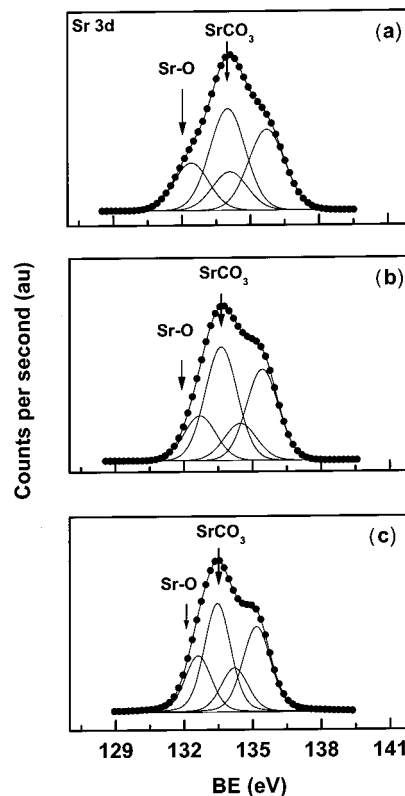 Sr 3d
SrCO3
(a)
Sr-O
SrCO3
(b)
Sr-O
Counts per second (au)
SrCO3
(c)
Sr-O
129 132 135 138 141
BE (eV)